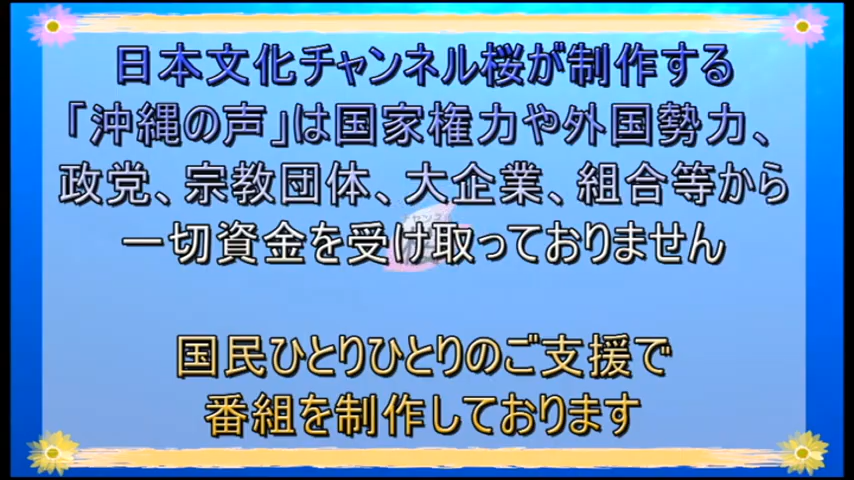 日本文化チャンネル桜が制作する
「沖縄の声」は国家権力や外国勢力、
政党、宗教団体、大企業、組合等から
一切資金を受け取っておりません
国民ひとりひとりのご支援で
番組を制作しております